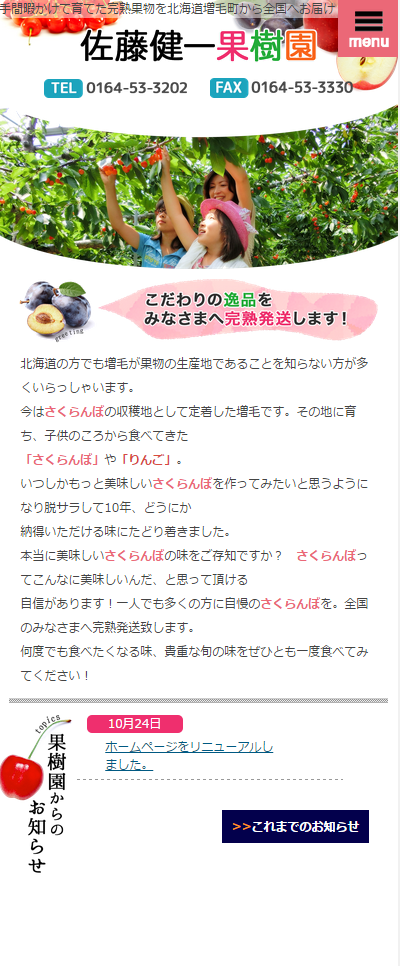 手間暇かけて育てた完熟果物を北海道増毛町から全国へお届け
menu
佐藤健一果樹園
TEL 0164-53-3202 FAX 0164-53-3330
greeting
こだわりの逸品を
みなさまへ完熟発送します！
北海道の方でも増毛が果物の生産地であることを知らない方が多
くいらっしゃいます。
今はさくらんぼの収穫地として定着した増毛です。その地に育
ち、子供のころから食べてきた
「さくらんぼ」や「りんご」。
いつしかもっと美味しいさくらんぼを作ってみたいと思うように
なり脱サラして10年、どうにか
納得いただける味にたどり着きました。
本当に美味しいさくらんぼの味をご存知ですか？　さくらんぼっ
てこんなに美味しいんだ、と思って頂ける
自信があります！一人でも多くの方に自慢のさくらんぼを。全国
のみなさまへ完熟発送致します。
何度でも食べたくなる味、貴重な旬の味をぜひとも一度食べてみ
てください！
topics
果樹園からの
お知らせ
10月24日
ホームページをリニューアルし
ました。
>>これまでのお知らせ